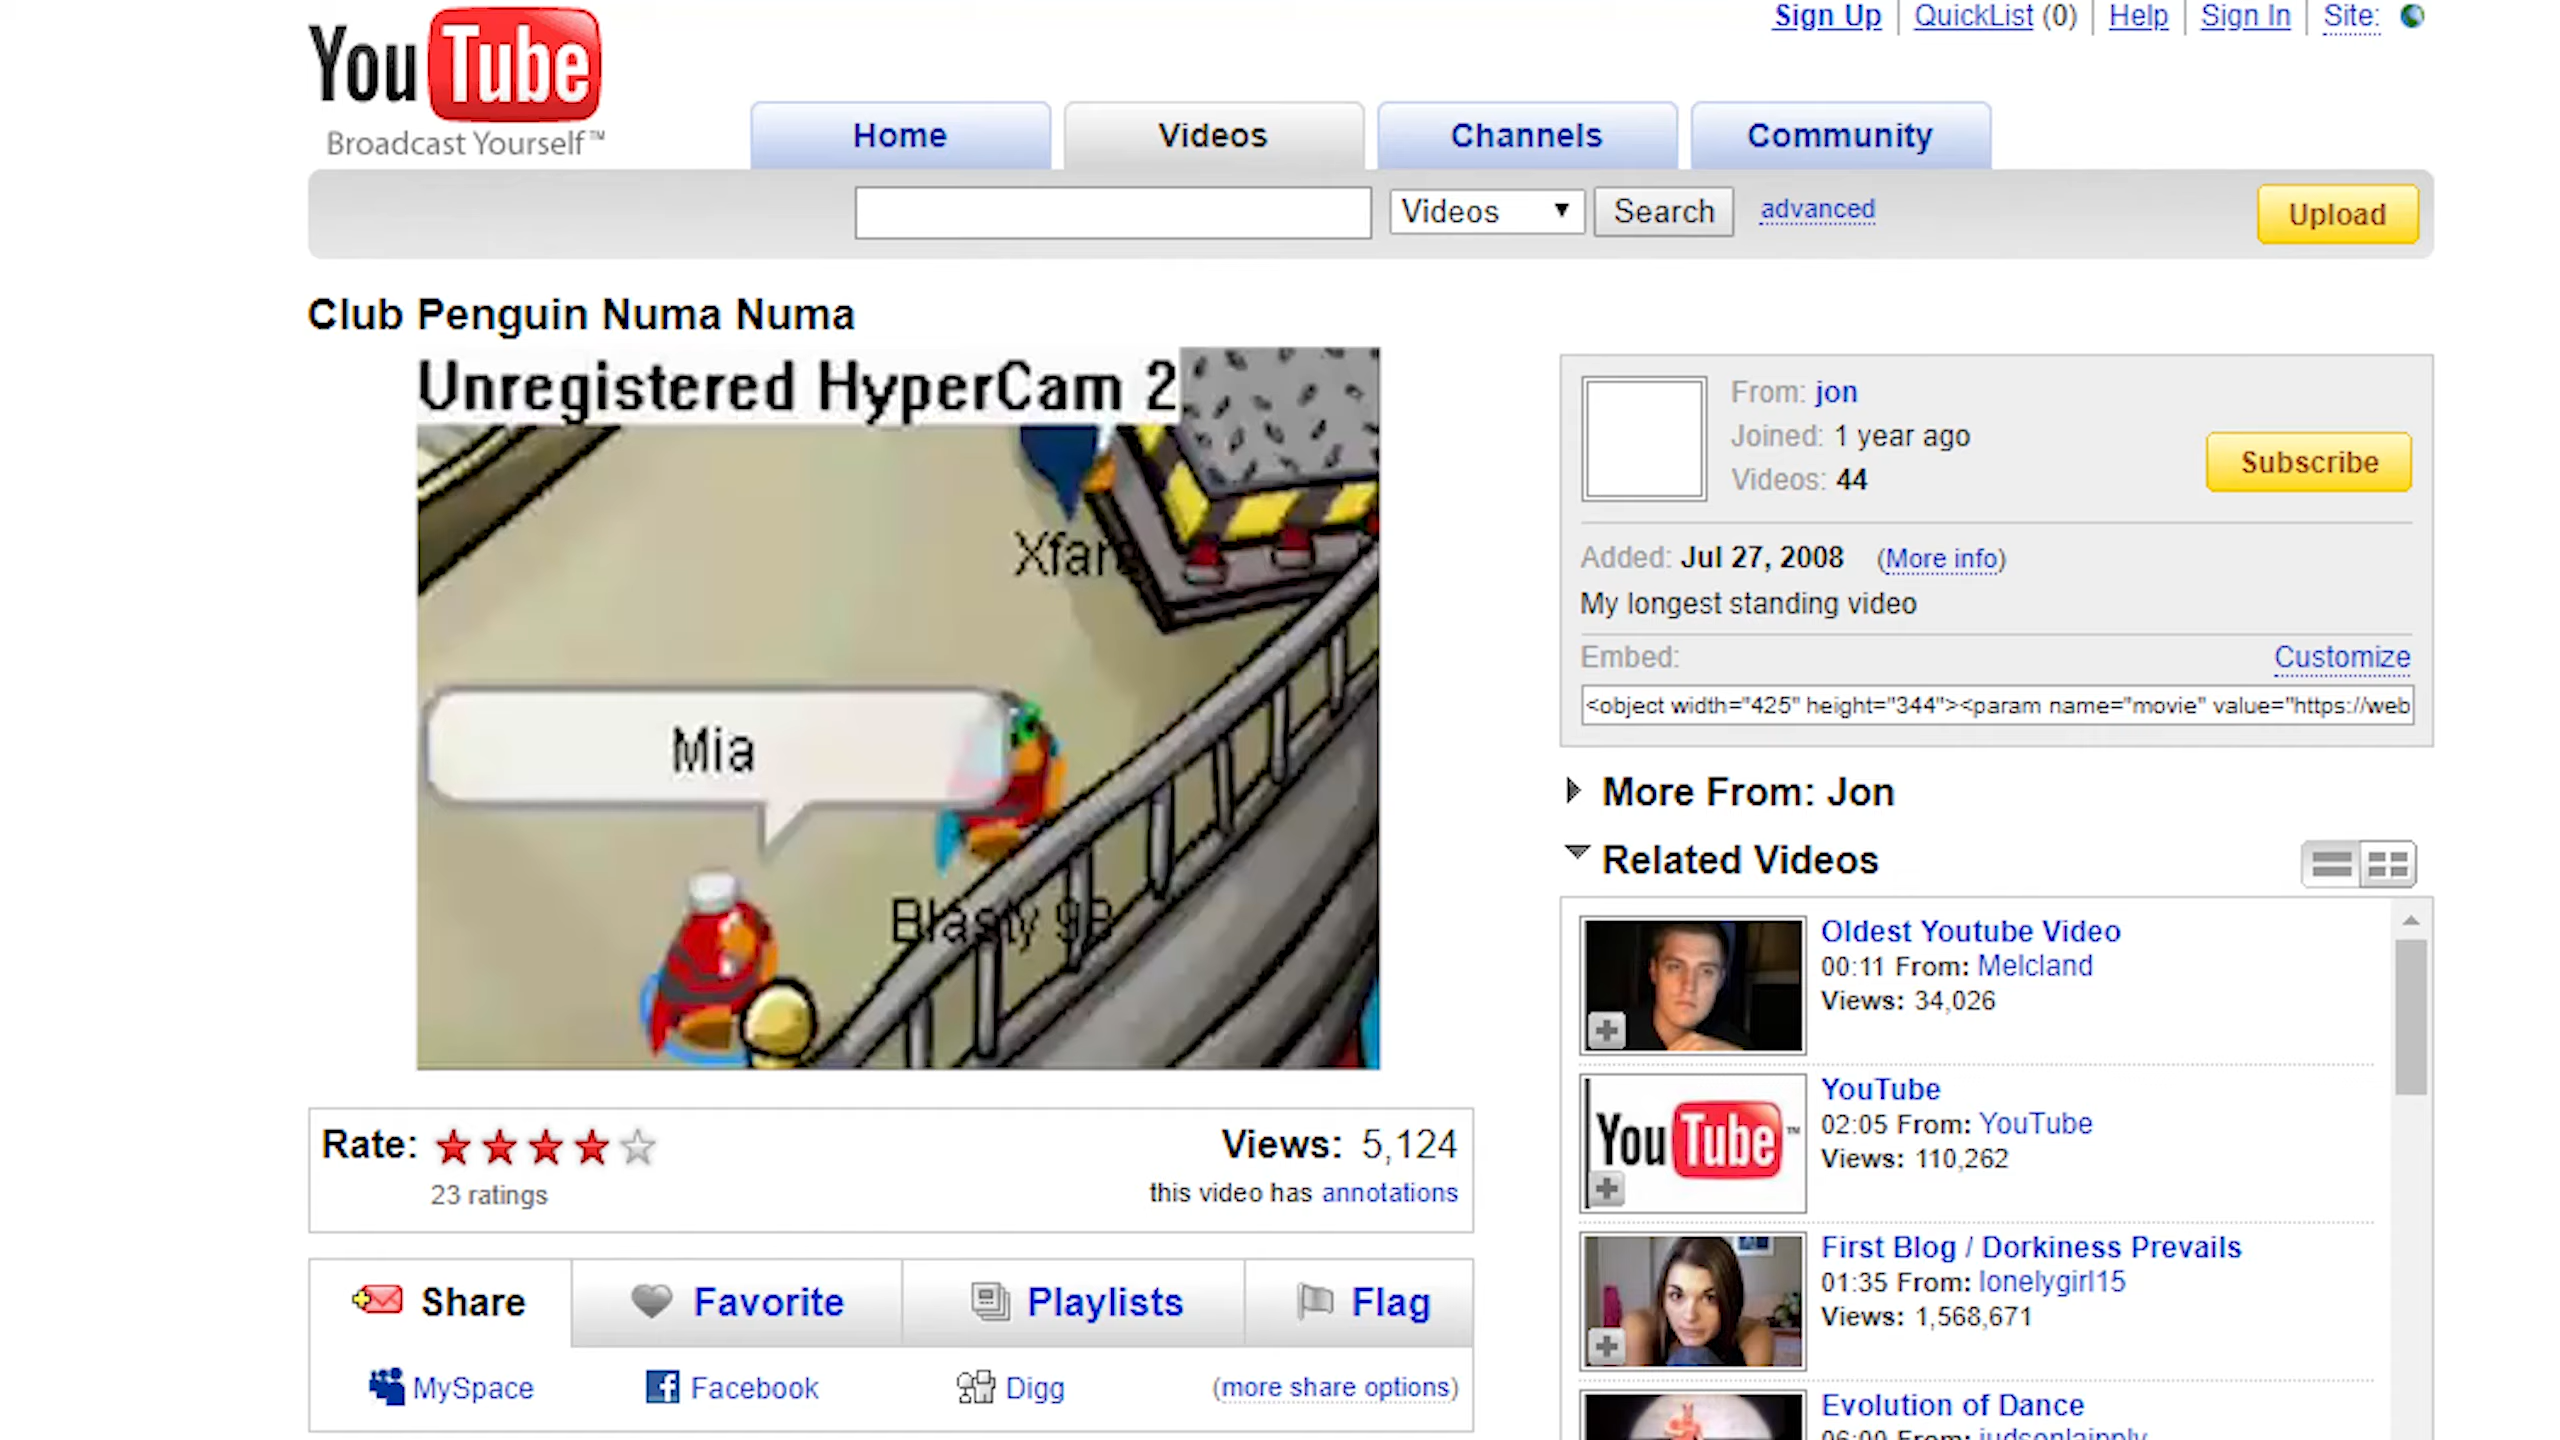 YouTube
Broadcast Yourself™
Sign Up QuickList (0) Help Sign In Site:
Home Videos Channels Community
Videos Search advanced Upload
Club Penguin Numa Numa
Unregistered HyperCam 2
Mia
Blasty 98
From: jon
Joined: 1 year ago
Videos: 44
Subscribe
Added: Jul 27, 2008 (More info)
My longest standing video
Embed: Customize
<object width="425" height="344"><param name="movie" value="https://web
More From: Jon
Related Videos
Oldest Youtube Video
00:11 From: Melcland
Views: 34,026
YouTube™
YouTube
02:05 From: YouTube
Views: 110,262
First Blog / Dorkiness Prevails
01:35 From: lonelygirl15
Views: 1,568,671
Evolution of Dance
06:00 From: judsonlaipply
Rate:
23 ratings
Views: 5,124
this video has annotations
Share Favorite Playlists Flag
MySpace Facebook Digg (more share options)